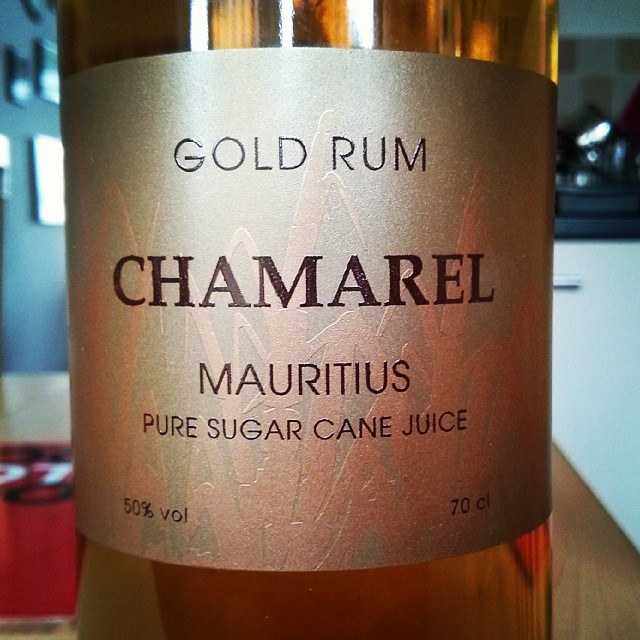 GOLD RUM
CHAMAREL
MAURITIUS
PURE SUGAR CANE JUICE
50% vol
70 cl